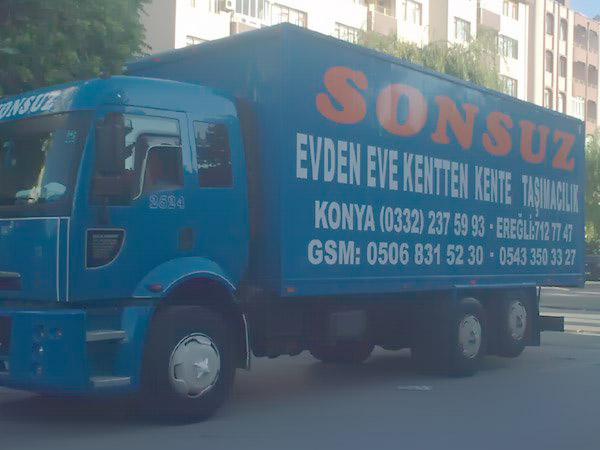 SONSUZ
SONSUZ
EVDEN EVE KENTTEN KENTE TAŞIMACILIK
KONYA (0332) 237 59 93 - EREĞLİ:712 77 47
GSM: 0506 831 52 30 - 0543 350 33 27
2524